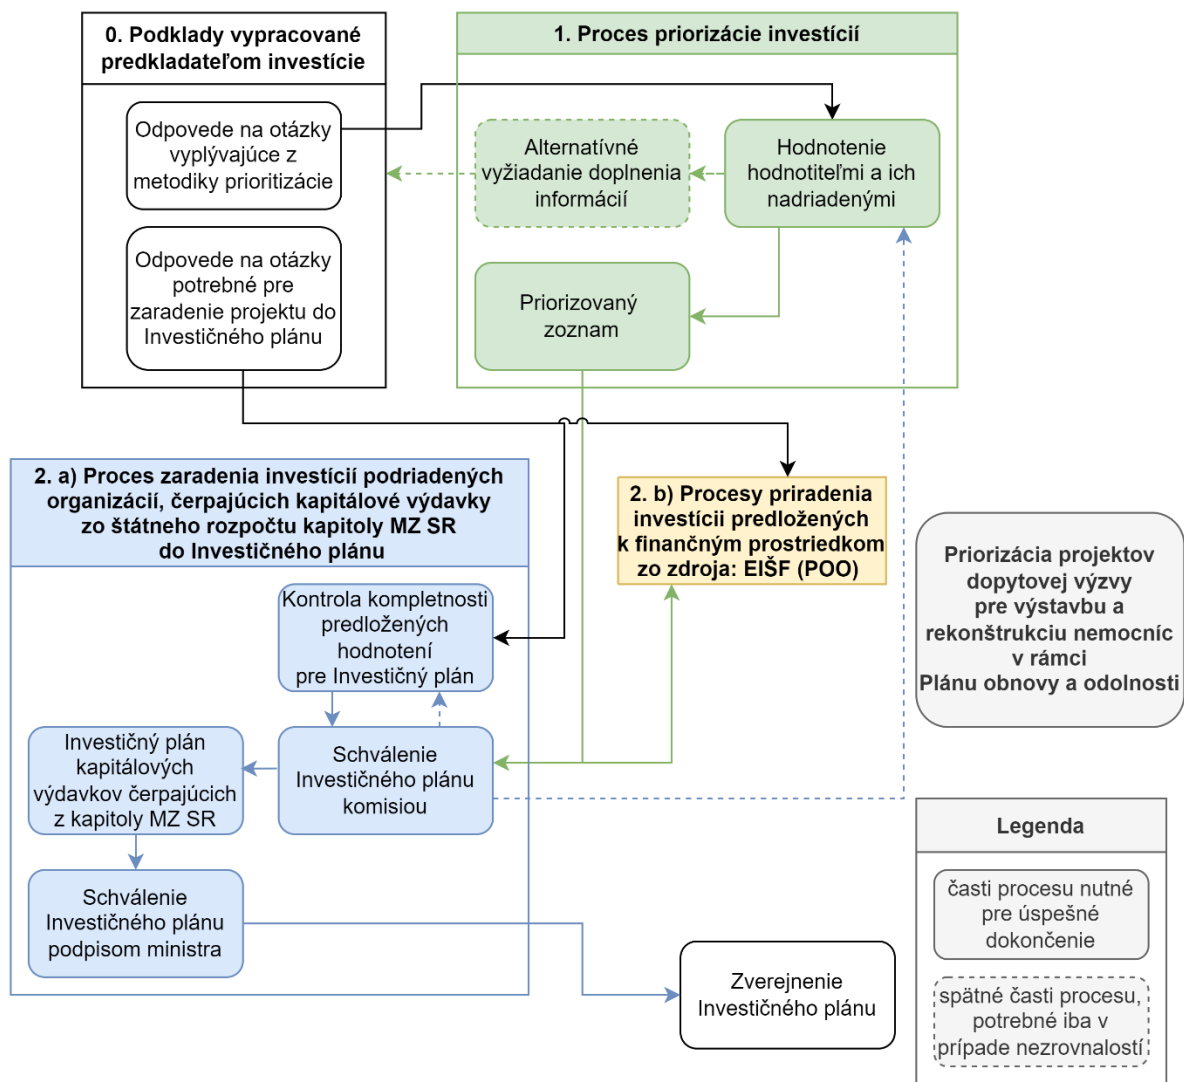 0. Podklady vypracované
predkladateľom investície
Odpovede na otázky
vyplývajúce z
metodiky prioritizácie
Odpovede na otázky
potrebné pre
zaradenie projektu do
Investičného plánu
1. Proces priorizácie investícií
Alternatívné
vyžiadanie doplnenia
informácií
Hodnotenie
hodnotiteľmi a ich
nadriadenými
Priorizovaný
zoznam
2. a) Proces zaradenia investícií podriadených
organizácií, čerpajúcich kapitálové výdavky
zo štátneho rozpočtu kapitoly MZ SR
do Investičného plánu
Kontrola kompletnosti
predložených
hodnotení
pre Investičný plán
Schválenie
Investičného plánu
komisiou
Investičný plán
kapitálových
výdavkov čerpajúcich
z kapitoly MZ SR
Schválenie
Investičného plánu
podpisom ministra
2. b) Procesy priradenia
investícii predložených
k finančným prostriedkom
zo zdroja: EIŠF (POO)
Zverejnenie
Investičného plánu
Priorizácia projektov
dopytovej výzvy
pre výstavbu a
rekonštrukciu nemocníc
v rámci
Plánu obnovy a odolnosti
Legenda
časti procesu nutné
pre úspešné
dokončenie
spätné časti procesu,
potrebné iba v
prípade nezrovnalostí